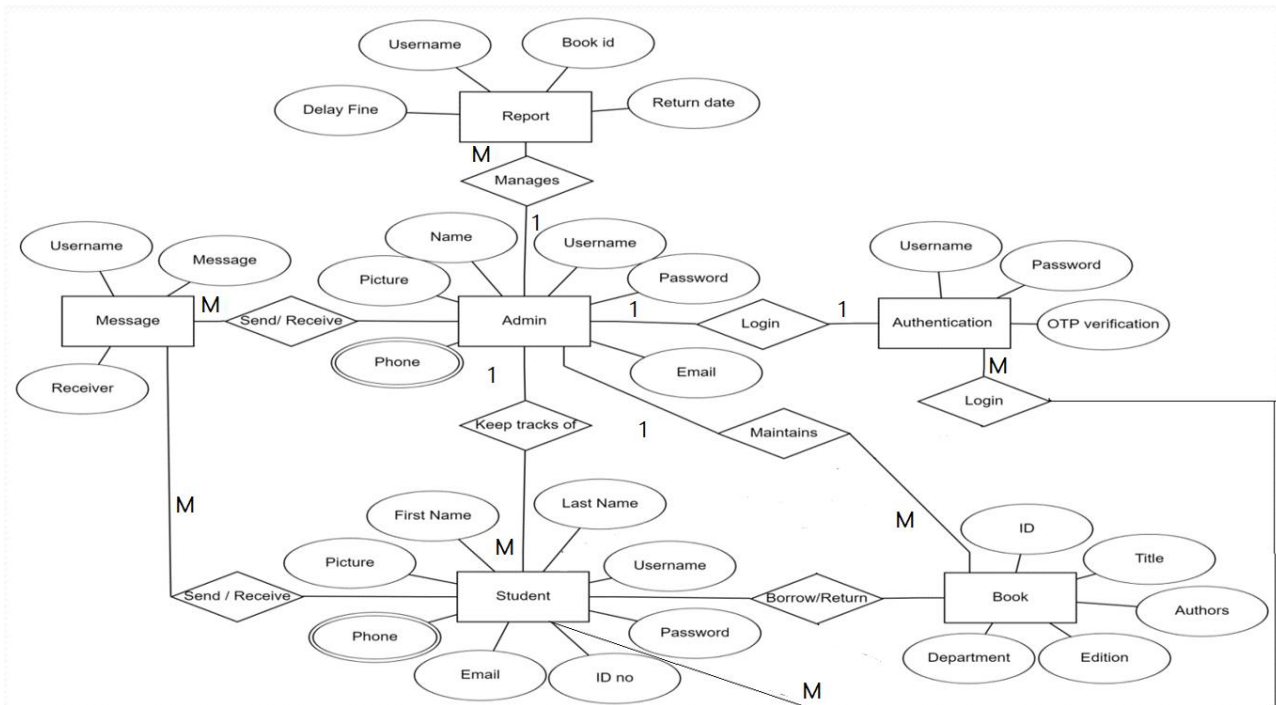 Username
Book id
Delay Fine
Return date
Report
M
Manages
1
Username
Message
Name
Username
Picture
Password
Username
Password
Message
M
Send/ Receive
Admin
1
Login
1
Authentication
OTP verification
Receiver
Phone
Email
M
Login
1
Keep tracks of
1
Maintains
M
M
First Name
Last Name
M
ID
Title
Picture
Username
Send / Receive
Student
Borrow/Return
Book
Authors
Phone
Password
Department
Edition
Email
ID no
M